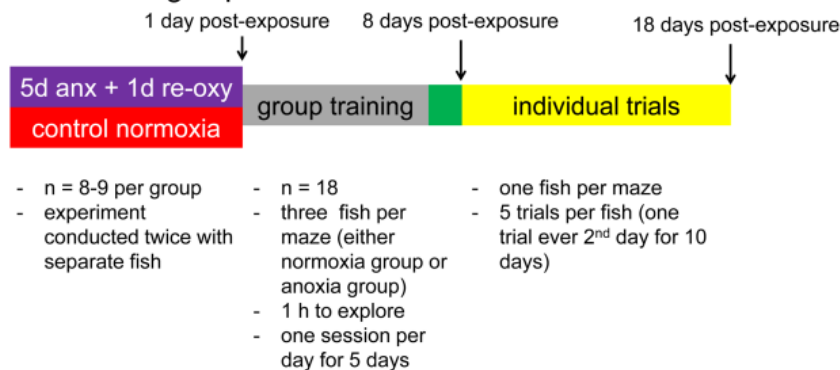 1 day post-exposure
8 days post-exposure
18 days post-exposure
5d anx + 1d re-oxy
control normoxia
group training
individual trials
- n = 8-9 per group
- experiment
conducted twice with
separate fish
- n = 18
- three fish per
maze (either
normoxia group or
anoxia group)
- 1 h to explore
- one session per
day for 5 days
- one fish per maze
- 5 trials per fish (one
trial ever 2nd day for 10
days)